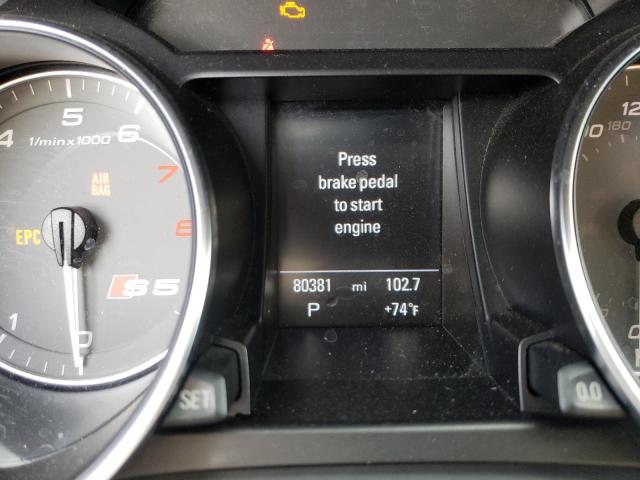 4 5 6
1/min x 1000
AIR
BAG
7
EPC
8
S5
1
0
Press
brake pedal
to start
engine
80381 mi 102.7
P +74°F
SET
0.0
120
180
0